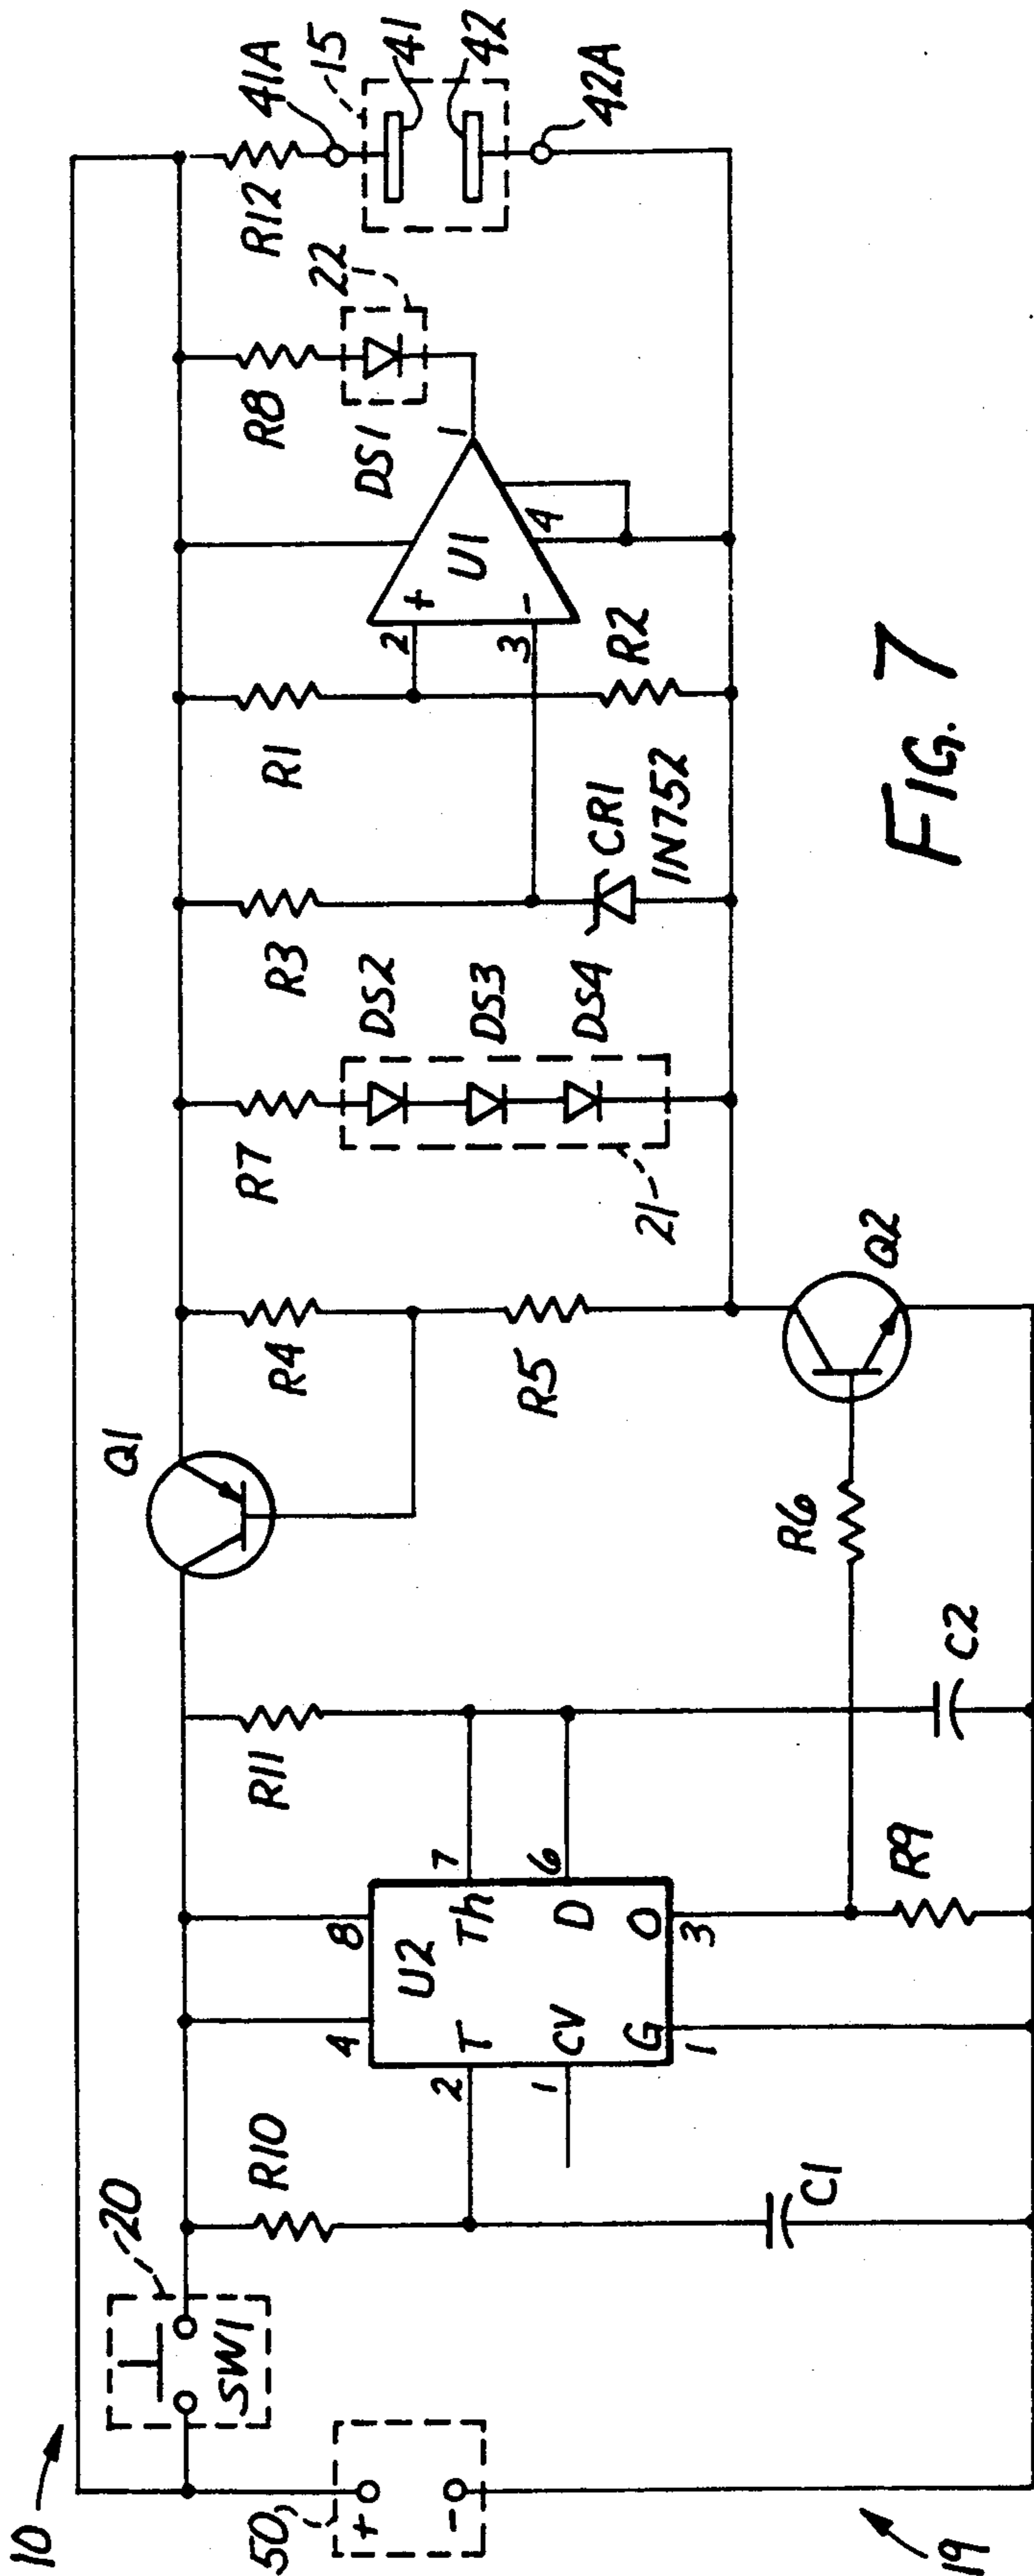 10
20
SW1
50,
+
-
19
R10
C1
U2
4
8
2
T
Th
7
1
CV
D
6
G
O
1
3
R11
C2
R9
R6
Q1
Q2
R4
R5
R7
DS2
DS3
DS4
21
R3
CR1
IN752
R1
R2
2
+
3
-
U1
4
1
R8
DS1
22
R12
41A
15
41
42
42A
FIG. 7